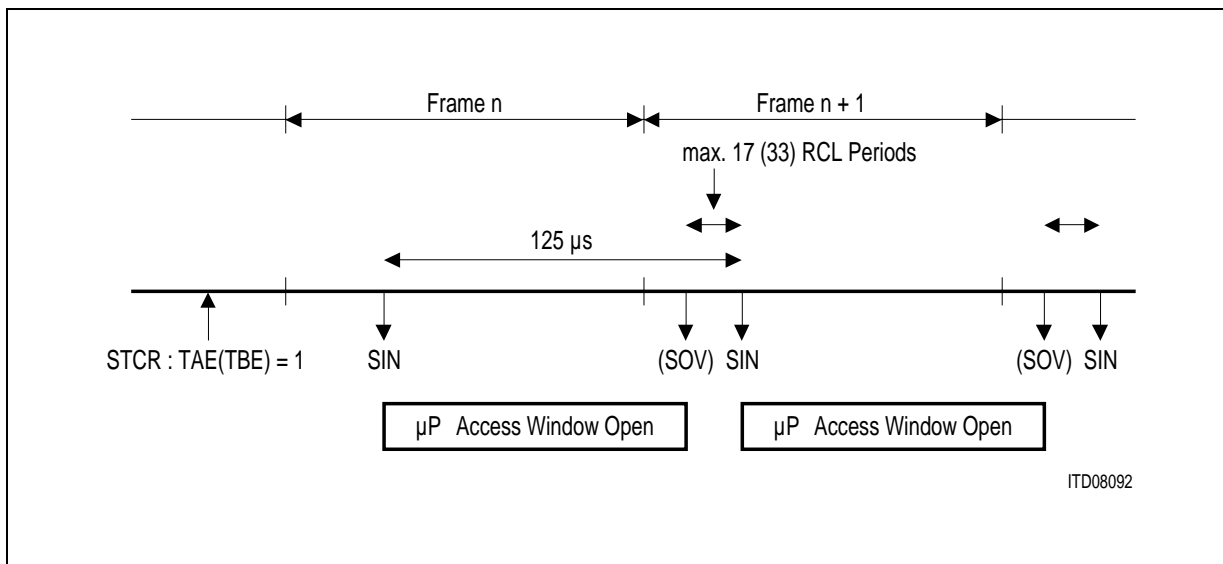 Frame n
Frame n + 1
max. 17 (33) RCL Periods
125 µs
STCR : TAE(TBE) = 1
SIN
(SOV)
SIN
(SOV)
SIN
µP Access Window Open
µP Access Window Open
ITD08092